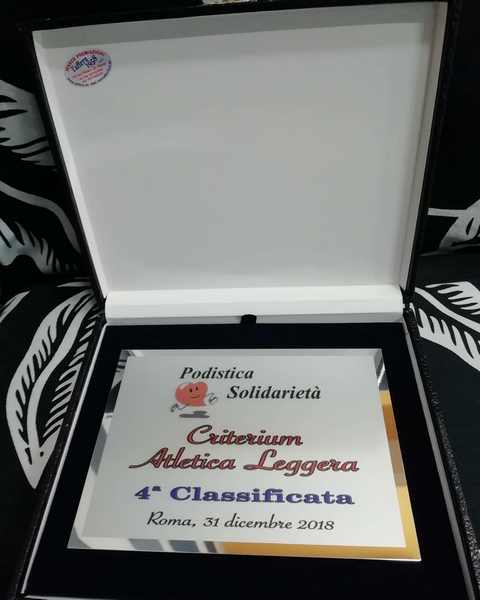 Podistica
Solidarietà
Criterium
Atletica Leggera
4ª Classificata
Roma, 31 dicembre 2018